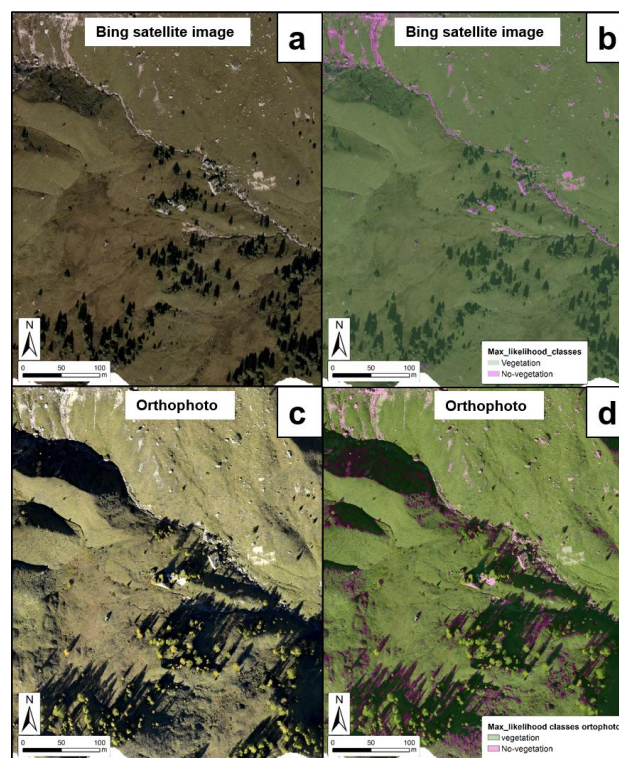 Bing satellite image
a
N
0 50 100
m
Bing satellite image
b
N
0 50 100
m
Max_likelihood_classes
Vegetation
No-vegetation
Orthophoto
c
N
0 50 100
m
Orthophoto
d
N
0 50 100
m
Max_likelihood classes ortophoto
vegetation
No-vegetation